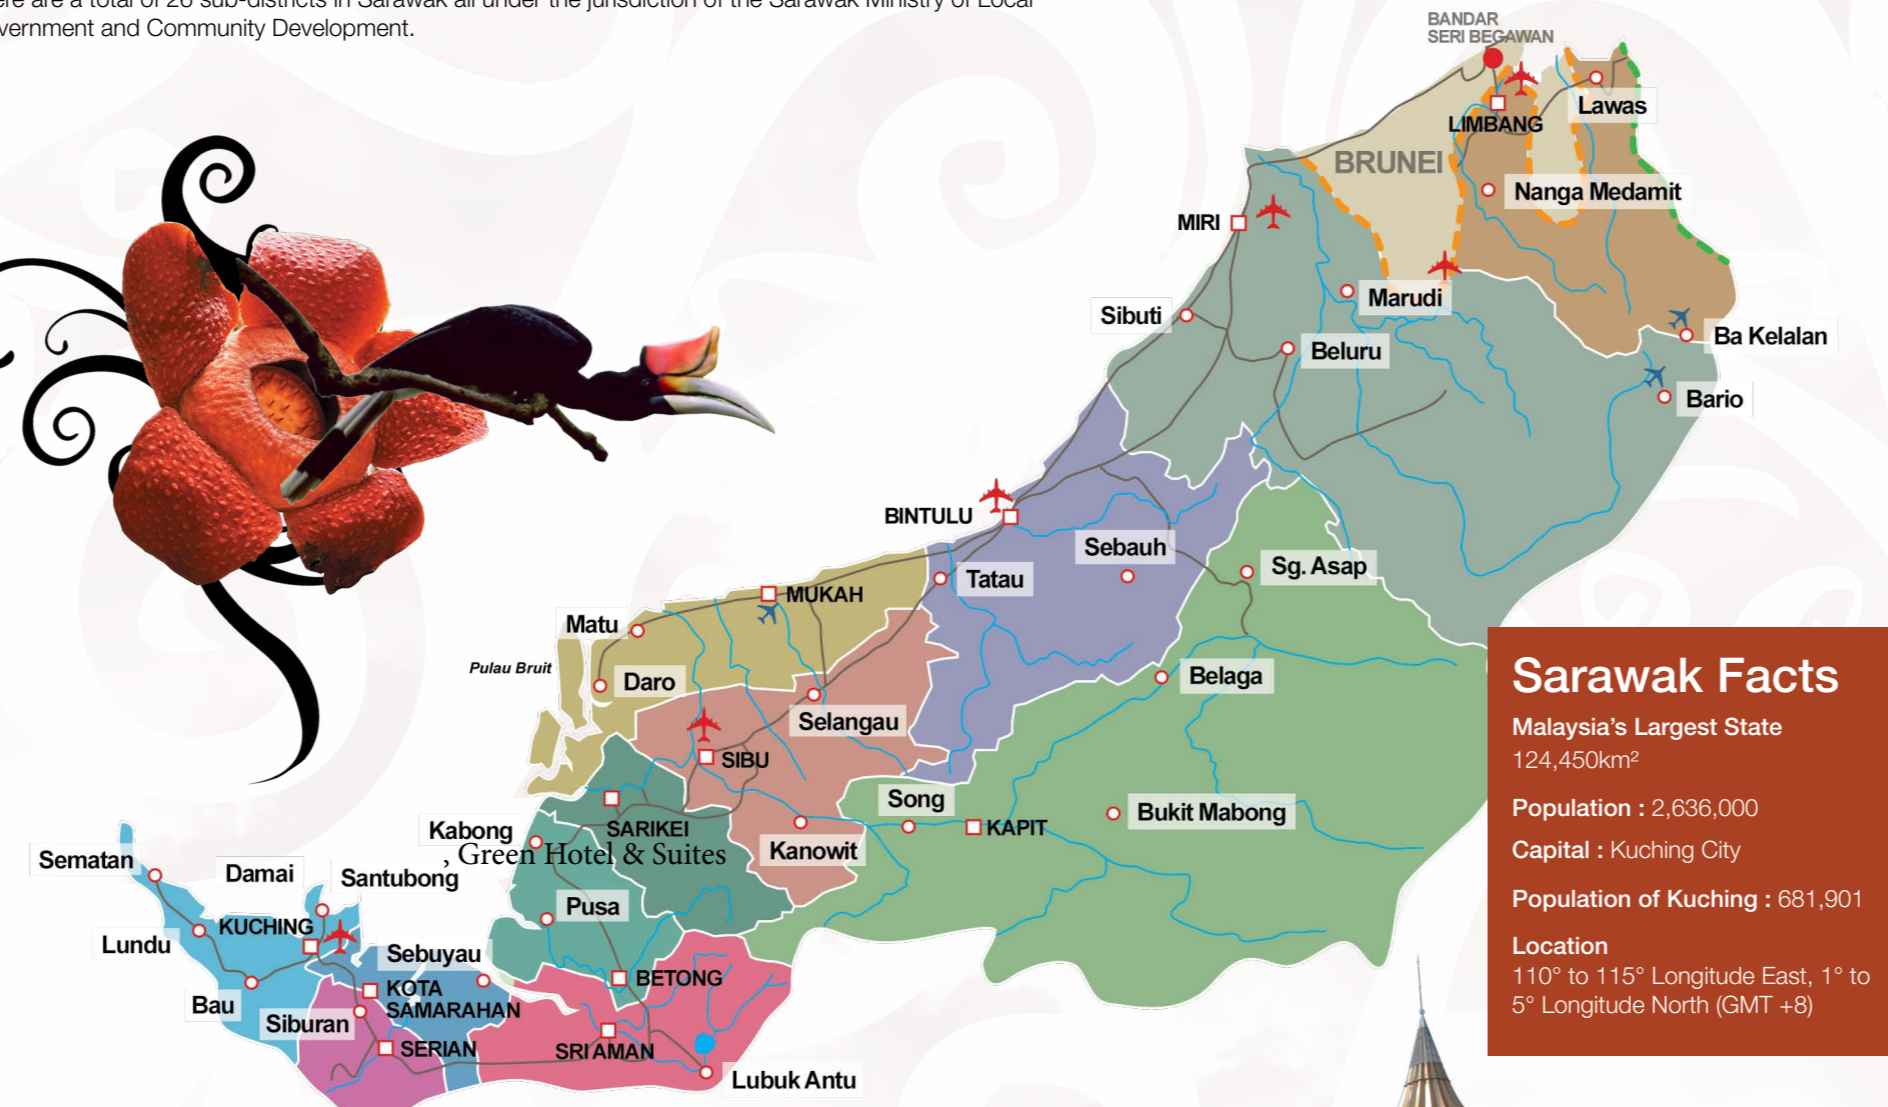 ere are a total of 26 sub-districts in Sarawak all under the jurisdiction of the Sarawak Ministry of Local
vernment and Community Development.
BANDAR
SERI BEGAWAN
Lawas
LIMBANG
BRUNEI
Nanga Medamit
MIRI
Marudi
Sibuti
Ba Kelalan
Beluru
Bario
BINTULU
Sebauh
Sg. Asap
Tatau
MUKAH
Matu
Pulau Bruit
Daro
Belaga
Selangau
SIBU
Song
Bukit Mabong
KAPIT
SARIKEI
Kabong
, Green Hotel & Suites
Kanowit
Sematan
Damai
Santubong
Pusa
KUCHING
Lundu
Sebuyau
BETONG
KOTA
SAMARAHAN
Bau
Siburan
SERIAN
SRI AMAN
Lubuk Antu
Sarawak Facts
Malaysia's Largest State
124,450km²
Population : 2,636,000
Capital : Kuching City
Population of Kuching : 681,901
Location
110° to 115° Longitude East, 1° to
5° Longitude North (GMT +8)